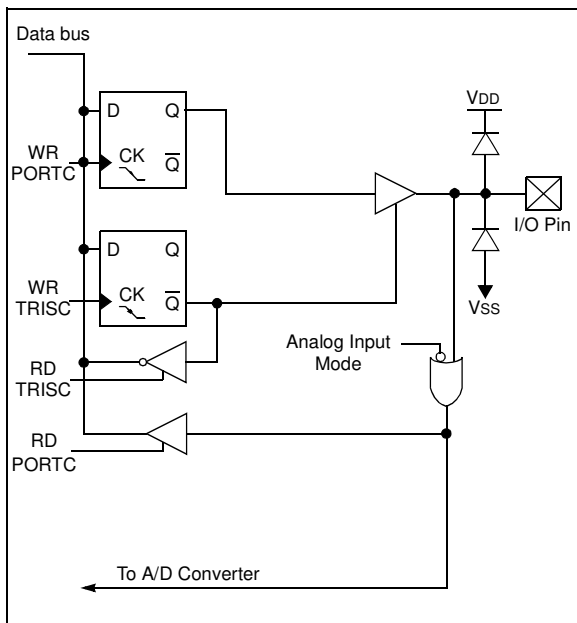 Data bus
D Q
WR
PORTC
CK Q
VDD
I/O Pin
D Q
WR
TRISC
CK Q
VSS
Analog Input
Mode
RD
TRISC
RD
PORTC
To A/D Converter